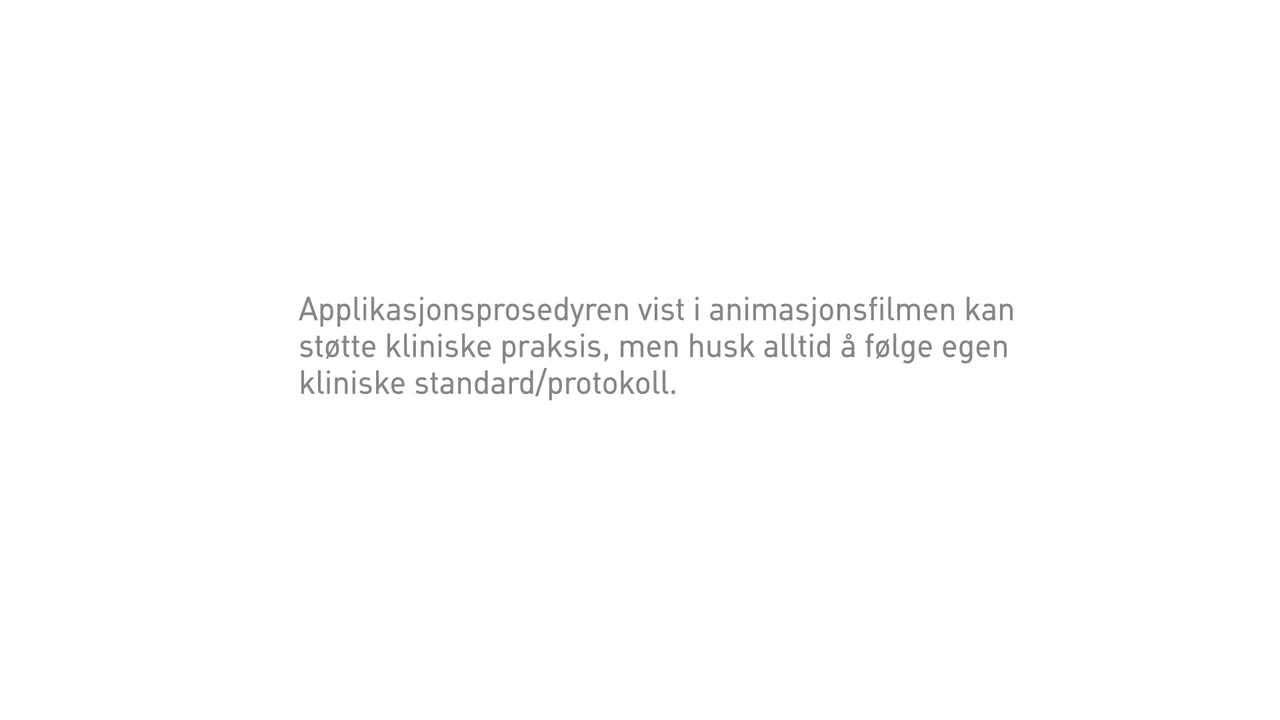 Applikasjonsprosedyren vist i animasjonsfilmen kan
støtte kliniske praksis, men husk alltid å følge egen
kliniske standard/protokoll.